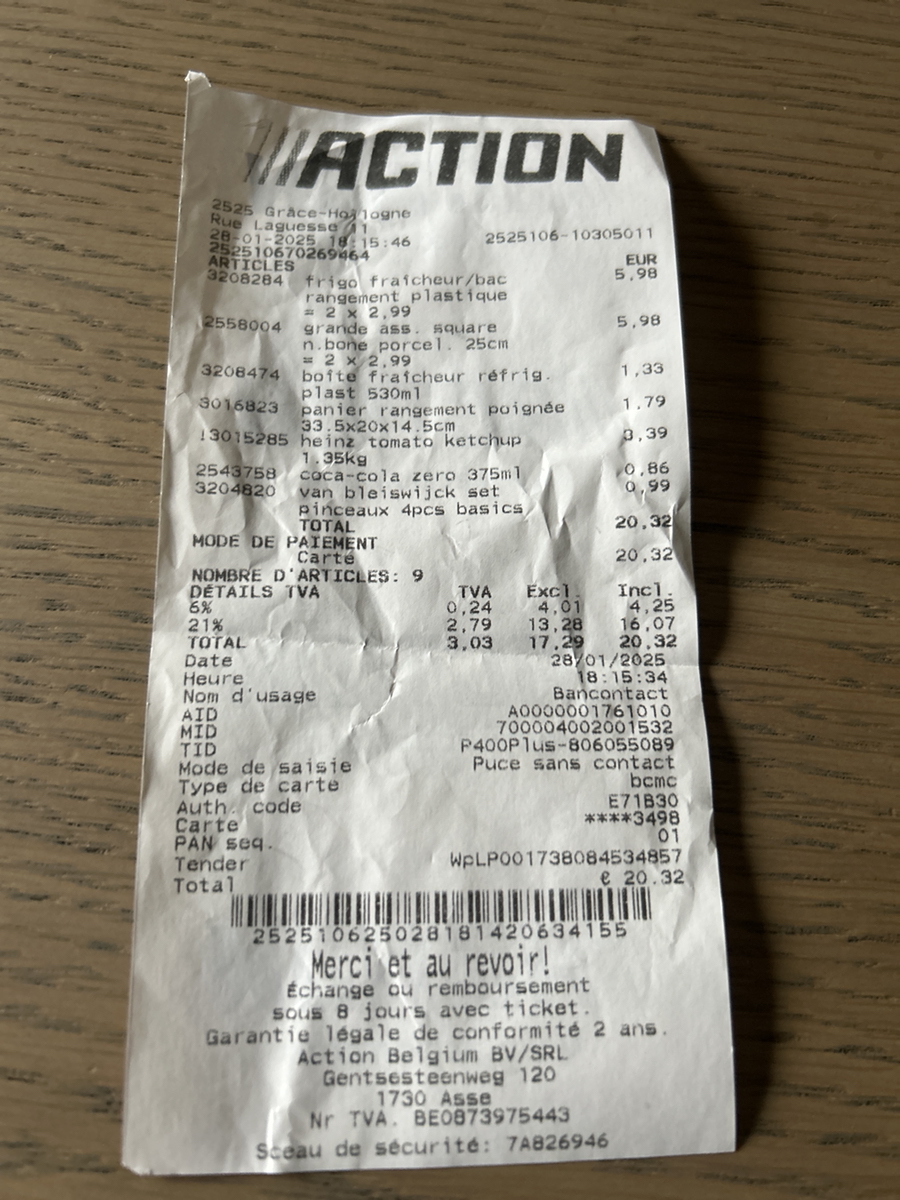 ///ACTION
2525 Grâce-Hollogne
Rue Laguesse 11
28-01-2025 18:15:46 2525106-10305011
252510670269464
ARTICLES EUR
3208284 frigo fraîcheur/bac 5,98
rangement plastique
= 2 x 2,99
2558004 grande ass. square 5,98
n.bone porcel. 25cm
= 2 x 2,99
3208474 boîte fraîcheur réfrig. 1,33
plast 530ml
3016823 panier rangement poignée 1.79
33.5x20x14.5cm
!3015285 heinz tomato ketchup 3,39
1.35kg
2543758 coca-cola zero 375ml 0,86
3204820 van bleiswijck set 0,99
pinceaux 4pcs basics
TOTAL 20,32
MODE DE PAIEMENT
Carte 20,32
NOMBRE D'ARTICLES: 9
DÉTAILS TVA TVA Excl. Incl.
6% 0,24 4,01 4,25
21% 2,79 13,28 16,07
TOTAL 3,03 17,29 20,32
Date 28/01/2025
Heure 18:15:34
Nom d'usage Bancontact
AID A0000001761010
MID 700004002001532
TID P400Plus-806055089
Mode de saisie Puce sans contact
Type de carte bcmc
Auth. code E71B30
Carte ****3498
PAN seq. 01
Tender WpLP001738084534857
Total € 20.32
2525106250281814206341​55
Merci et au revoir!
Échange ou remboursement
sous 8 jours avec ticket.
Garantie légale de conformité 2 ans.
Action Belgium BV/SRL
Gentsesteenweg 120
1730 Asse
Nr TVA. BE0873975443
Sceau de sécurité: 7A826946